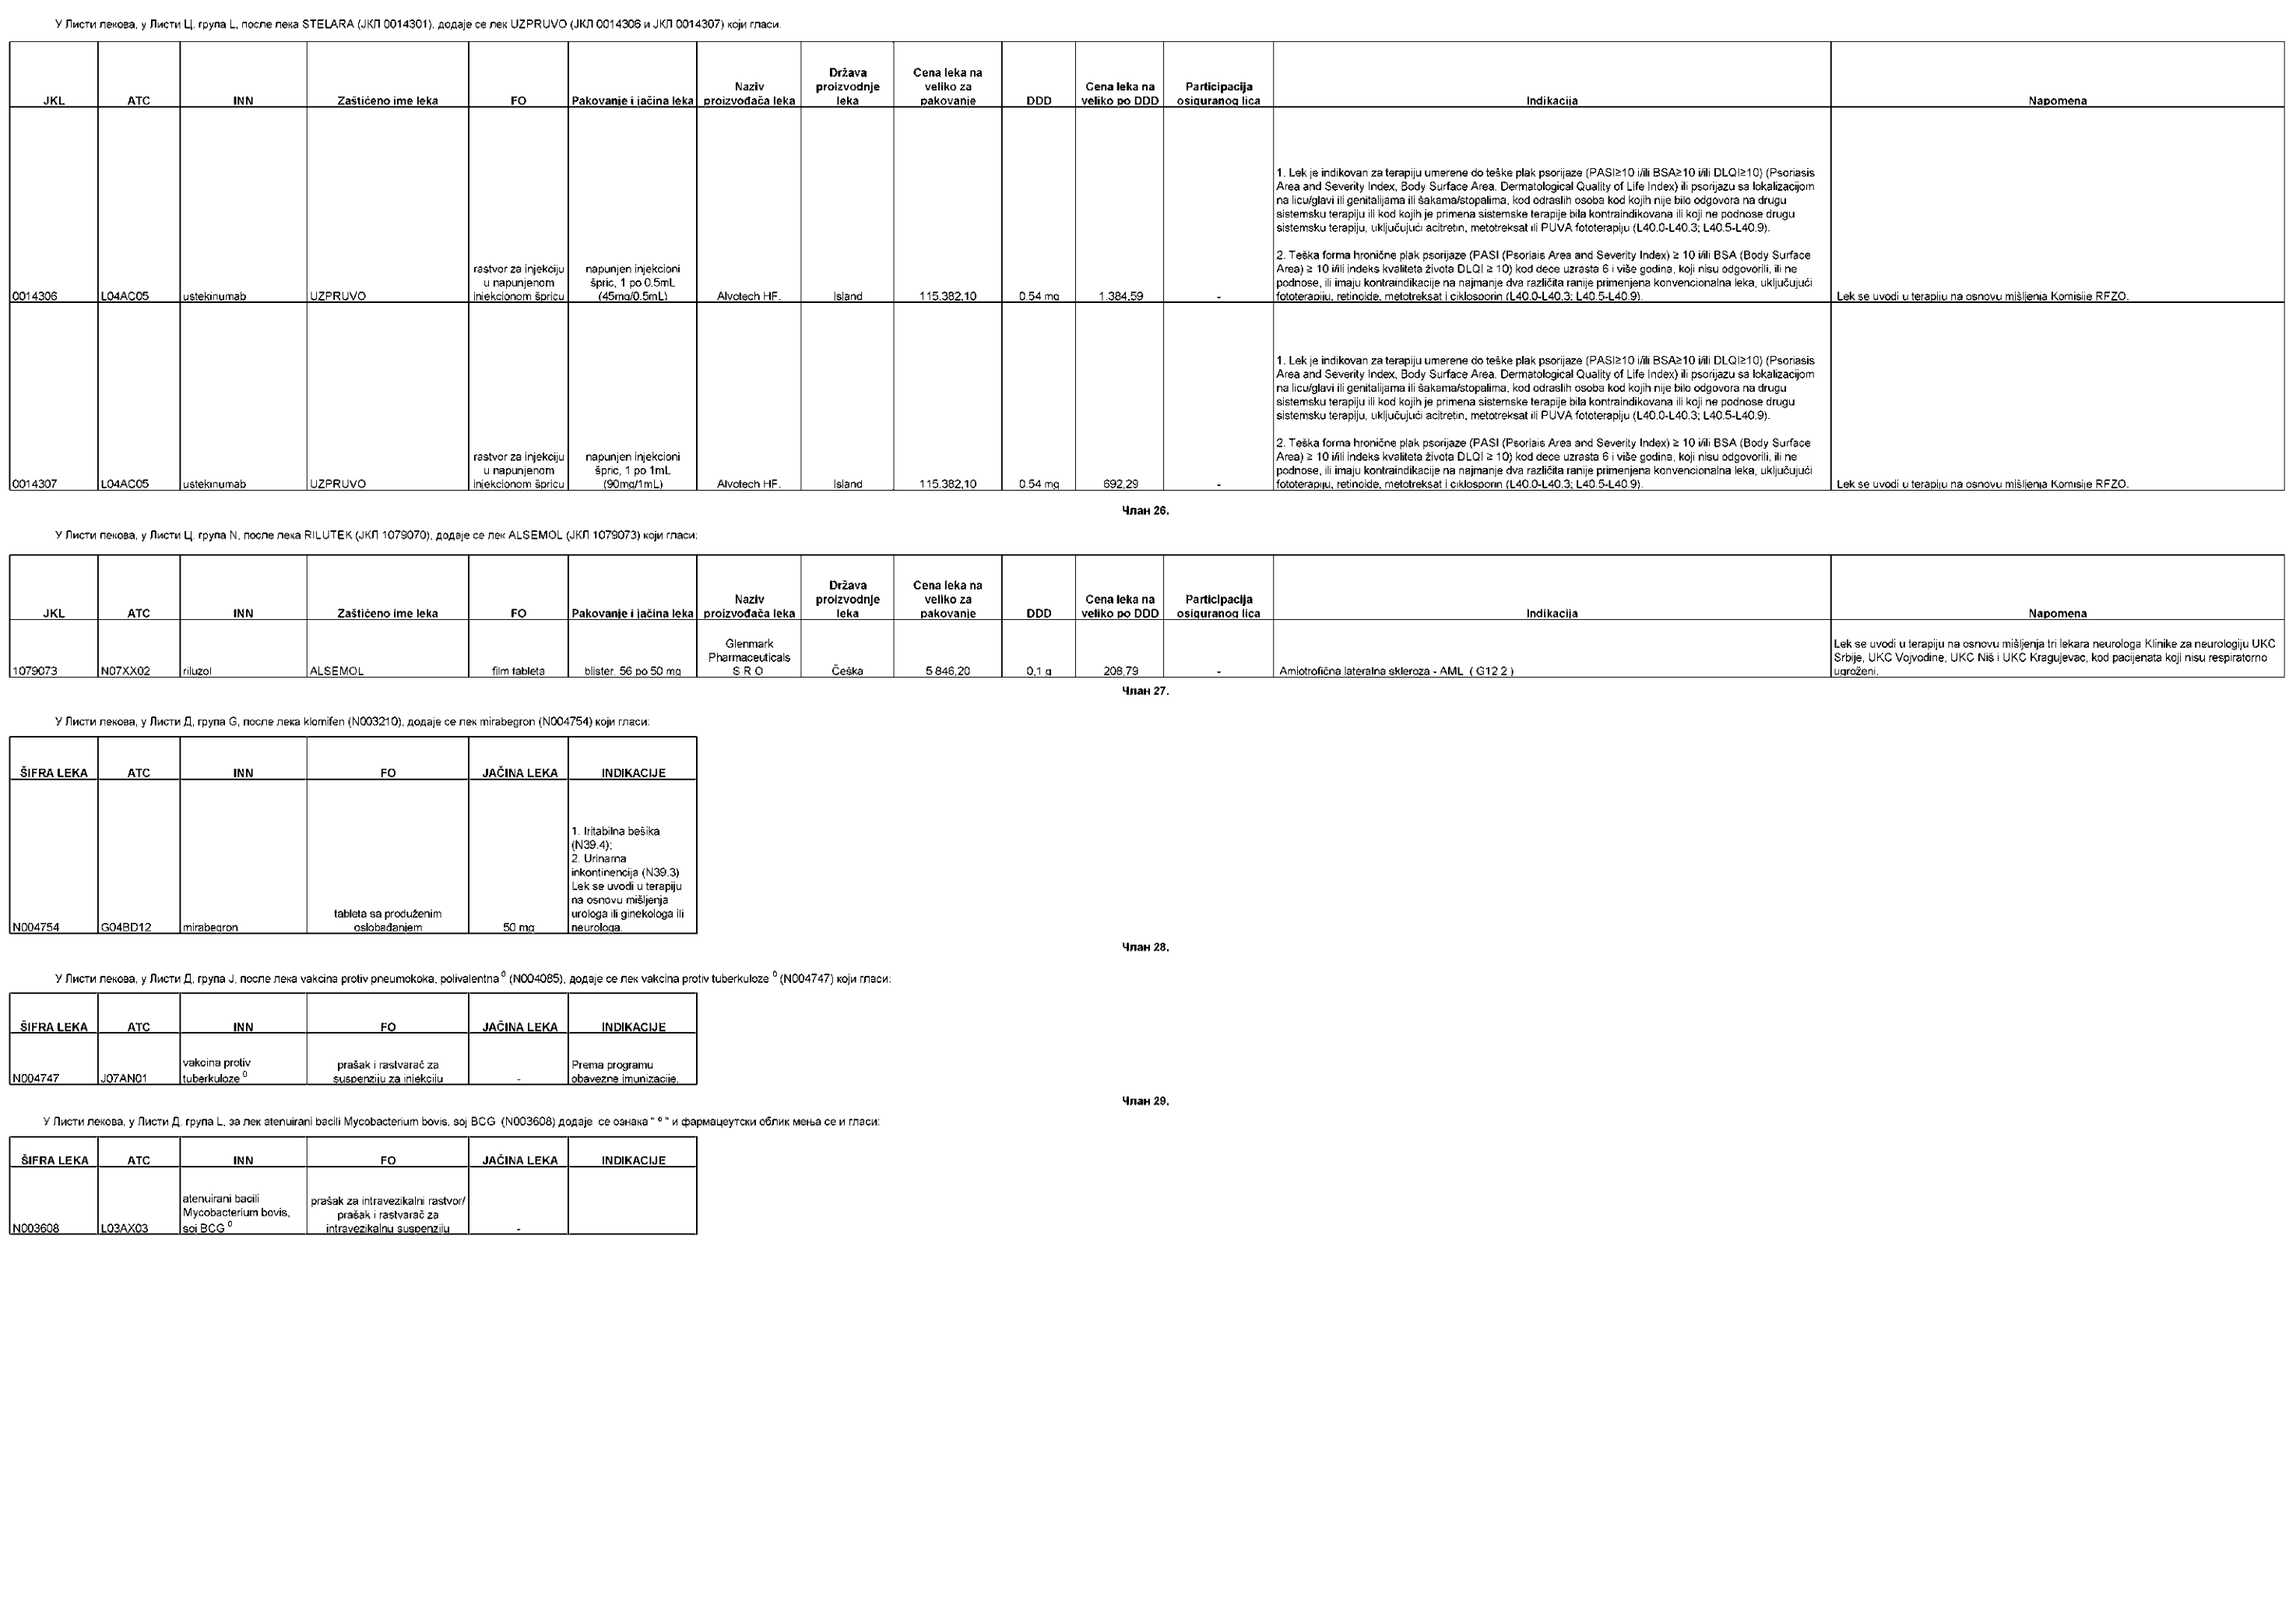 У Листи лекова, у Листи Ц, група L, после лека STELARA (ЈКЛ 0014301), додаје се лек UZPRUVO (ЈКЛ 0014306 и ЈКЛ 0014307) који гласи:
JKL ATC INN Zaštićeno ime leka FO Pakovanje i jačina leka Naziv proizvođača leka Država proizvodnje leka Cena leka na veliko za pakovanje DDD Cena leka na veliko po DDD Participacija osiguranog lica Indikacija Napomena
0014306 L04AC05 ustekinumab UZPRUVO
rastvor za injekciju
u napunjenom
injekcionom špricu
napunjen injekcioni
špric, 1 po 0.5mL
(45mg/0.5mL)
Alvotech HF. Island 115.382,10 0.54 mg 1.384,59 -
1. Lek je indikovan za terapiju umerene do teške plak psorijaze (PASI≥10 i/ili BSA≥10 i/ili DLQI≥10) (Psoriasis
Area and Severity Index, Body Surface Area. Dermatological Quality of Life Index) ili psorijazu sa lokalizacijom
na licu/glavi ili genitalijama ili šakama/stopalima, kod odraslih osoba kod kojih nije bilo odgovora na drugu
sistemsku terapiju ili kod kojih je primena sistemske terapije bila kontraindikovana ili koji ne podnose drugu
sistemsku terapiju, uključujući acitretin, metotreksat ili PUVA fototerapiju (L40.0-L40.3; L40.5-L40.9).
2. Teška forma hronične plak psorijaze (PASI (Psoriais Area and Severity Index) ≥ 10 i/ili BSA (Body Surface
Area) ≥ 10 i/ili indeks kvaliteta života DLQI ≥ 10) kod dece uzrasta 6 i više godina, koji nisu odgovorili, ili ne
podnose, ili imaju kontraindikacije na najmanje dva različita ranije primenjena konvencionalna leka, uključujući
fototerapiju, retinoide, metotreksat i ciklosporin (L40.0-L40.3; L40.5-L40.9).
Lek se uvodi u terapiju na osnovu mišljenja Komisije RFZO.
0014307 L04AC05 ustekinumab UZPRUVO
rastvor za injekciju
u napunjenom
injekcionom špricu
napunjen injekcioni
špric, 1 po 1mL
(90mg/1mL)
Alvotech HF. Island 115.382,10 0.54 mg 692,29 -
1. Lek je indikovan za terapiju umerene do teške plak psorijaze (PASI≥10 i/ili BSA≥10 i/ili DLQI≥10) (Psoriasis
Area and Severity Index, Body Surface Area. Dermatological Quality of Life Index) ili psorijazu sa lokalizacijom
na licu/glavi ili genitalijama ili šakama/stopalima, kod odraslih osoba kod kojih nije bilo odgovora na drugu
sistemsku terapiju ili kod kojih je primena sistemske terapije bila kontraindikovana ili koji ne podnose drugu
sistemsku terapiju, uključujući acitretin, metotreksat ili PUVA fototerapiju (L40.0-L40.3; L40.5-L40.9).
2. Teška forma hronične plak psorijaze (PASI (Psoriais Area and Severity Index) ≥ 10 i/ili BSA (Body Surface
Area) ≥ 10 i/ili indeks kvaliteta života DLQI ≥ 10) kod dece uzrasta 6 i više godina, koji nisu odgovorili, ili ne
podnose, ili imaju kontraindikacije na najmanje dva različita ranije primenjena konvencionalna leka, uključujući
fototerapiju, retinoide, metotreksat i ciklosporin (L40.0-L40.3; L40.5-L40.9).
Lek se uvodi u terapiju na osnovu mišljenja Komisije RFZO.
Члан 26.
У Листи лекова, у Листи Ц, група N, после лека RILUTEK (ЈКЛ 1079070), додаје се лек ALSEMOL (ЈКЛ 1079073) који гласи:
JKL ATC INN Zaštićeno ime leka FO Pakovanje i jačina leka Naziv proizvođača leka Država proizvodnje leka Cena leka na veliko za pakovanje DDD Cena leka na veliko po DDD Participacija osiguranog lica Indikacija Napomena
1079073 N07XX02 riluzol ALSEMOL film tableta blister, 56 po 50 mg
Glenmark
Pharmaceuticals
S R O
Češka 5.846,20 0,1 g 208,79 - Amiotrofična lateralna skleroza - AML ( G12.2 )
Lek se uvodi u terapiju na osnovu mišljenja tri lekara neurologa Klinike za neurologiju UKC
Srbije, UKC Vojvodine, UKC Niš i UKC Kragujevac, kod pacijenata koji nisu respiratorno
ugroženi.
Члан 27.
У Листи лекова, у Листи Д, група G, после лека klomifen (N003210), додаје се лек mirabegron (N004754) који гласи:
ŠIFRA LEKA ATC INN FO JAČINA LEKA INDIKACIJE
N004754 G04BD12 mirabegron
tableta sa produženim
oslobađanjem
50 mg
1. Iritabilna bešika
(N39.4);
2. Urinarna
inkontinencija (N39.3)
Lek se uvodi u terapiju
na osnovu mišljenja
urologa ili ginekologa ili
neurologa.
Члан 28.
У Листи лекова, у Листи Д, група Ј, после лека vakcina protiv pneumokoka, polivalentna ⁰ (N004085), додаје се лек vakcina protiv tuberkuloze ⁰ (N004747) који гласи:
ŠIFRA LEKA ATC INN FO JAČINA LEKA INDIKACIJE
N004747 J07AN01
vakcina protiv
tuberkuloze ⁰
prašak i rastvarač za
suspenziju za injekciju
-
Prema programu
obavezne imunizacije.
Члан 29.
У Листи лекова, у Листи Д, група L, за лек atenuirani bacili Mycobacterium bovis, soj BCG (N003608) додаје се ознака " ⁰ " и фармацеутски облик мења се и гласи:
ŠIFRA LEKA ATC INN FO JAČINA LEKA INDIKACIJE
N003608 L03AX03
atenuirani bacili
Mycobacterium bovis,
soj BCG ⁰
prašak za intravezikalni rastvor/
prašak i rastvarač za
intravezikalnu suspenziju
-